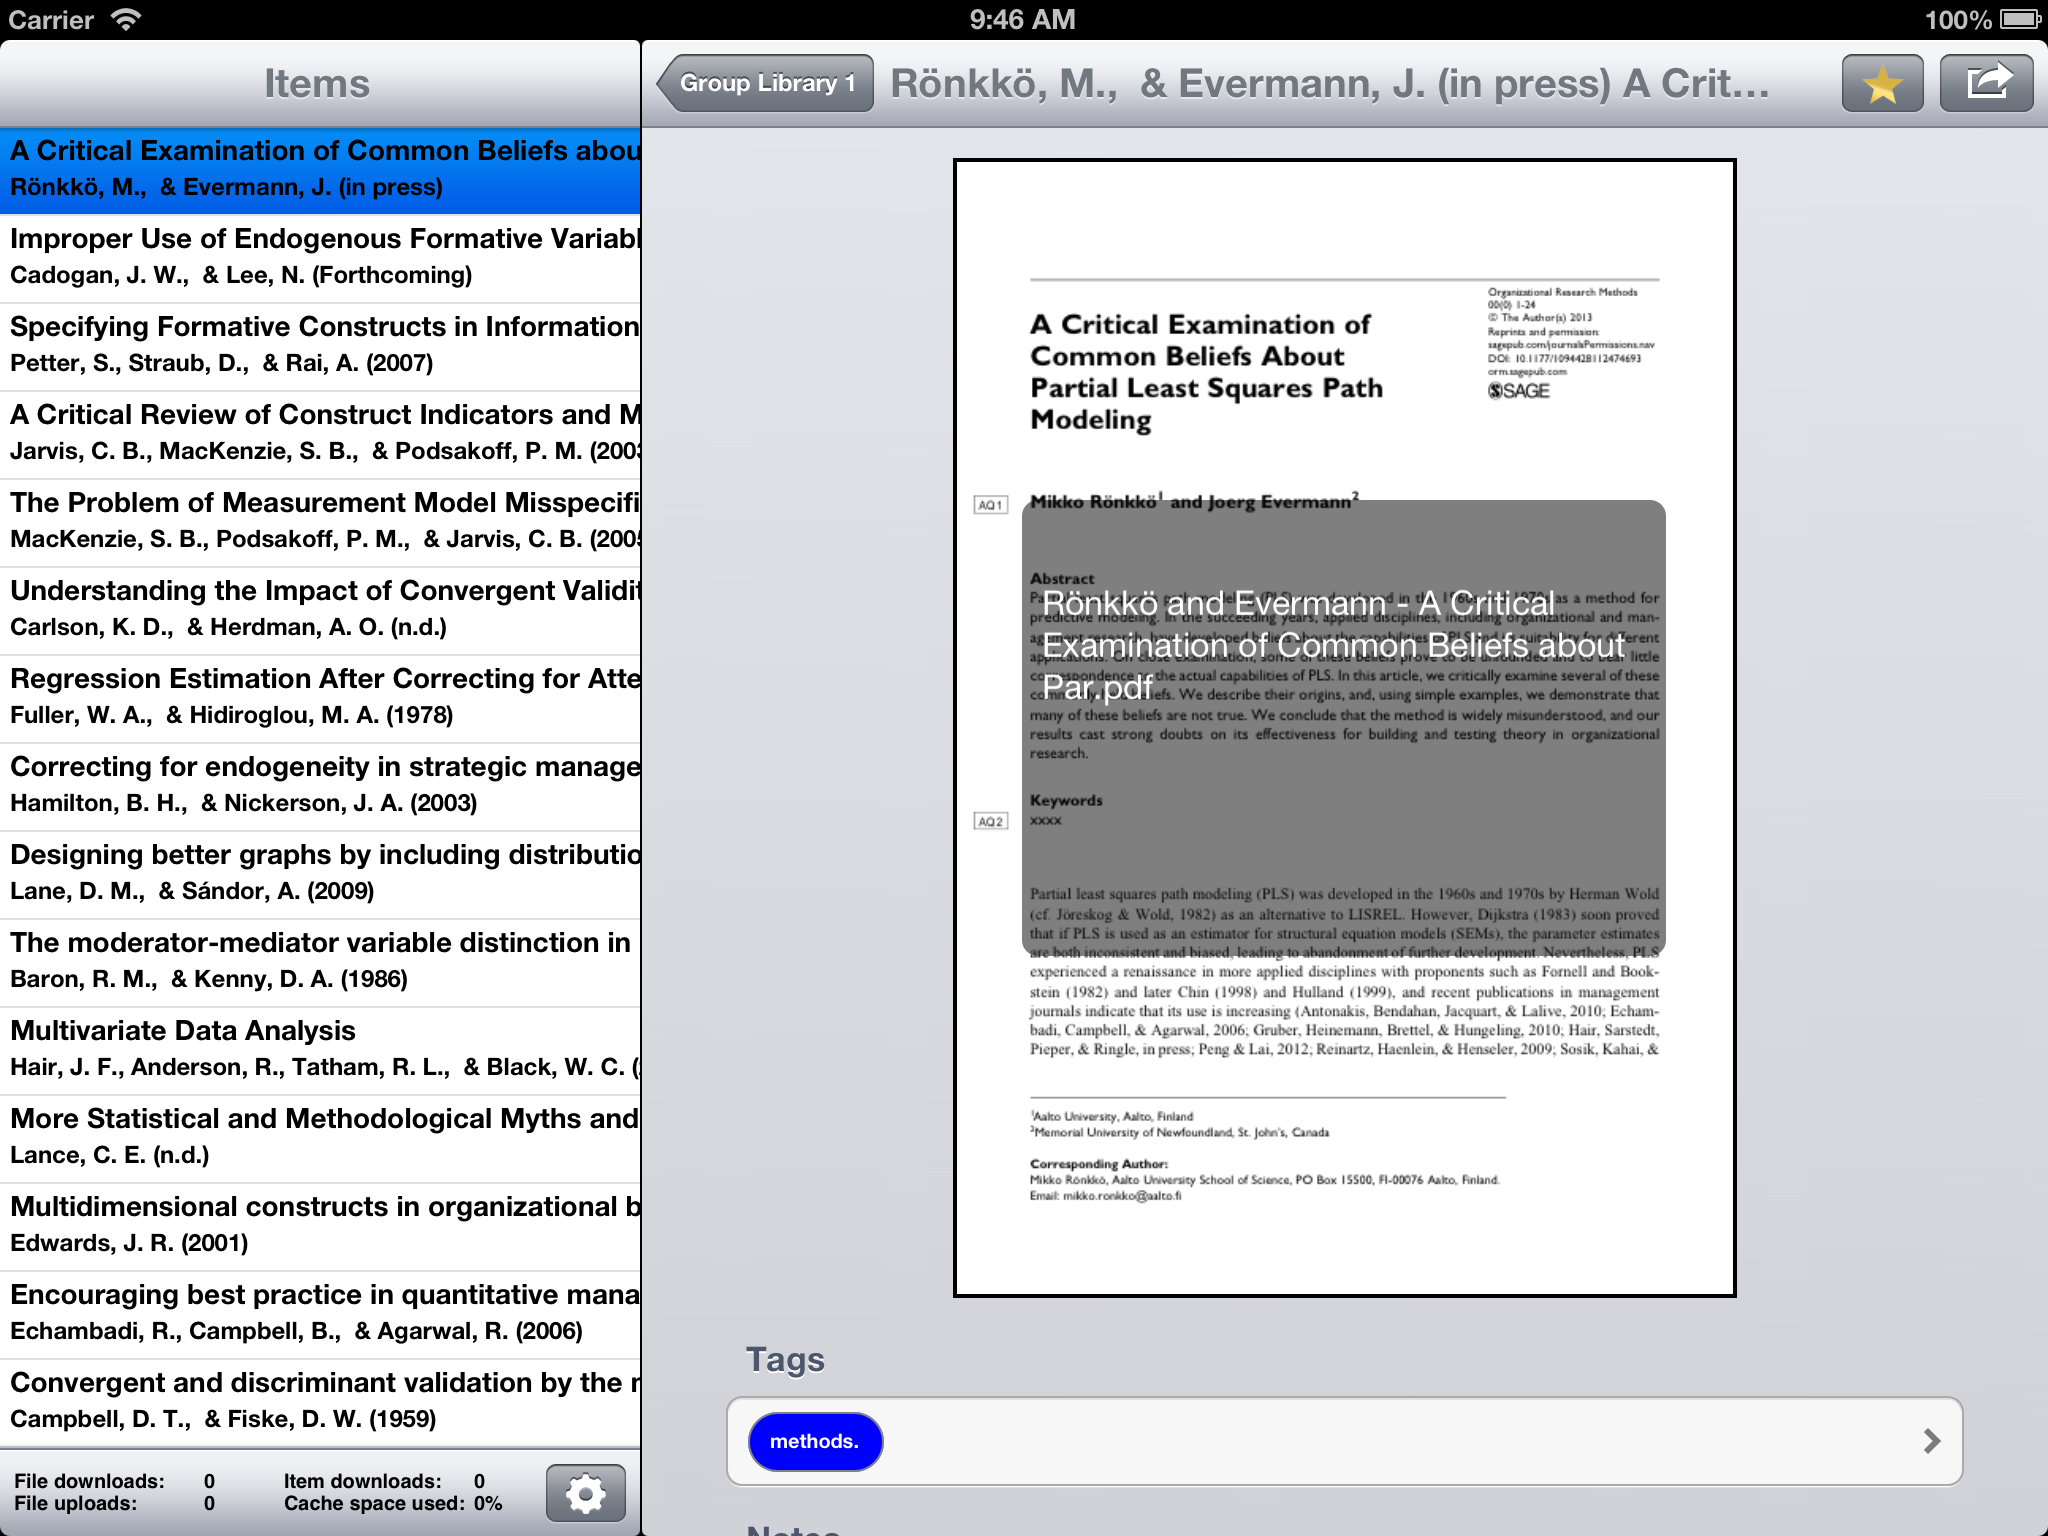 Carrier
9:46 AM
100%
Items
A Critical Examination of Common Beliefs abou
Rönkkö, M.,  & Evermann, J. (in press)
Improper Use of Endogenous Formative Variabl
Cadogan, J. W.,  & Lee, N. (Forthcoming)
Specifying Formative Constructs in Information
Petter, S., Straub, D.,  & Rai, A. (2007)
A Critical Review of Construct Indicators and M
Jarvis, C. B., MacKenzie, S. B.,  & Podsakoff, P. M. (2003
The Problem of Measurement Model Misspecifi
MacKenzie, S. B., Podsakoff, P. M.,  & Jarvis, C. B. (2005
Understanding the Impact of Convergent Validit
Carlson, K. D.,  & Herdman, A. O. (n.d.)
Regression Estimation After Correcting for Atte
Fuller, W. A.,  & Hidiroglou, M. A. (1978)
Correcting for endogeneity in strategic manage
Hamilton, B. H.,  & Nickerson, J. A. (2003)
Designing better graphs by including distributio
Lane, D. M.,  & Sándor, A. (2009)
The moderator-mediator variable distinction in
Baron, R. M.,  & Kenny, D. A. (1986)
Multivariate Data Analysis
Hair, J. F., Anderson, R., Tatham, R. L.,  & Black, W. C. (
More Statistical and Methodological Myths and
Lance, C. E. (n.d.)
Multidimensional constructs in organizational b
Edwards, J. R. (2001)
Encouraging best practice in quantitative mana
Echambadi, R., Campbell, B.,  & Agarwal, R. (2006)
Convergent and discriminant validation by the
Campbell, D. T.,  & Fiske, D. W. (1959)
File downloads: 0
Item downloads: 0
File uploads: 0
Cache space used: 0%
Group Library 1
Rönkkö, M.,  & Evermann, J. (in press) A Crit...
Organizational Research Methods
00(0) 1-24
© The Author(s) 2013
Reprints and permission:
sagepub.com/journalsPermissions.nav
DOI: 10.1177/1094428112474693
orm.sagepub.com
SAGE
A Critical Examination of
Common Beliefs About
Partial Least Squares Path
Modeling
AQ1
Mikko Rönkkö1 and Joerg Evermann2
Abstract
Rönkkö and Evermann - A Critical
Examination of Common Beliefs about
Par.pdf
predictive modeling. In the succeeding years, applied disciplines, including organizational and man-
the actual capabilities of PLS. In this article, we critically examine several of these
We describe their origins, and, using simple examples, we demonstrate that
many of these beliefs are not true. We conclude that the method is widely misunderstood, and our
results cast strong doubts on its effectiveness for building and testing theory in organizational
research.
Keywords
AQ2
xxxx
Partial least squares path modeling (PLS) was developed in the 1960s and 1970s by Herman Wold
(cf. Jöreskog & Wold, 1982) as an alternative to LISREL. However, Dijkstra (1983) soon proved
that if PLS is used as an estimator for structural equation models (SEMs), the parameter estimates
are both inconsistent and biased, leading to abandonment of further development. Nevertheless, PLS
experienced a renaissance in more applied disciplines with proponents such as Fornell and Book-
stein (1982) and later Chin (1998) and Hulland (1999), and recent publications in management
journals indicate that its use is increasing (Antonakis, Bendahan, Jacquart, & Lalive, 2010; Echam-
badi, Campbell, & Agarwal, 2006; Gruber, Heinemann, Brettel, & Hungeling, 2010; Hair, Sarstedt,
Pieper, & Ringle, in press; Peng & Lai, 2012; Reinartz, Haenlein, & Henseler, 2009; Sosik, Kahai, &
1Aalto University, Aalto, Finland
2Memorial University of Newfoundland, St. John's, Canada
Corresponding Author:
Mikko Rönkkö, Aalto University School of Science, PO Box 15500, FI-00076 Aalto, Finland.
Email: mikko.ronkko@aalto.fi
Tags
methods.
Notes